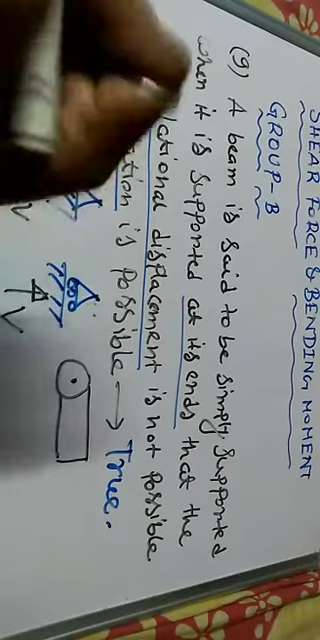 SHEAR FORCE & BENDING MOMENT
GROUP-B
(9) A beam is said to be simply supported
when it is supported at its ends that the
lational displacement is not possible
tion is possible → True.